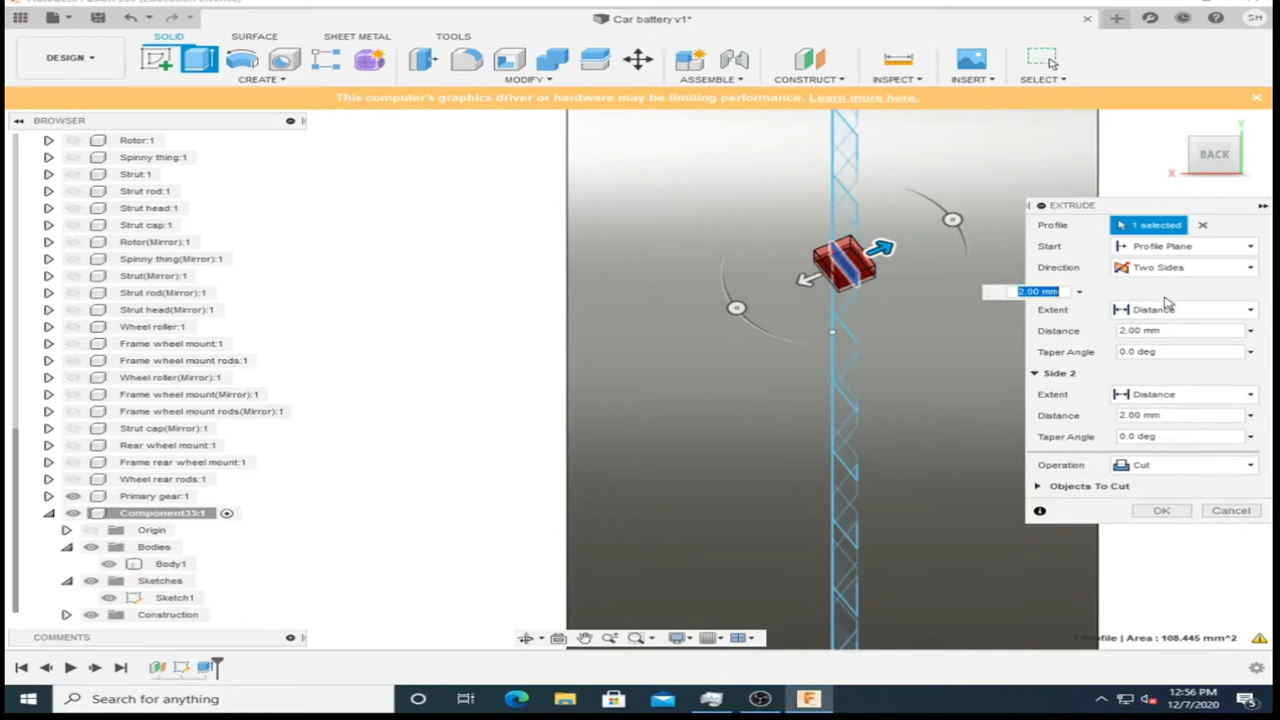 Car battery v1*
SH
DESIGN
SOLID
SURFACE
SHEET METAL
TOOLS
CREATE
MODIFY
ASSEMBLE
CONSTRUCT
INSPECT
INSERT
SELECT
This computer's graphics driver or hardware may be limiting performance. Learn more here.
BROWSER
Rotor:1
Spinny thing:1
Strut:1
Strut rod:1
Strut head:1
Strut cap:1
Rotor(Mirror):1
Spinny thing(Mirror):1
Strut(Mirror):1
Strut rod(Mirror):1
Strut head(Mirror):1
Wheel roller:1
Frame wheel mount:1
Frame wheel mount rods:1
Wheel roller(Mirror):1
Frame wheel mount(Mirror):1
Frame wheel mount rods(Mirror):1
Strut cap(Mirror):1
Rear wheel mount:1
Frame rear wheel mount:1
Wheel rear rods:1
Primary gear:1
Component33:1
Origin
Bodies
Body1
Sketches
Sketch1
Construction
COMMENTS
Y
BACK
X
EXTRUDE
Profile
1 selected
Start
Profile Plane
Direction
Two Sides
2.00 mm
Extent
Distance
Distance
2.00 mm
Taper Angle
0.0 deg
Side 2
Extent
Distance
Distance
2.00 mm
Taper Angle
0.0 deg
Operation
Cut
Objects To Cut
OK
Cancel
1 Profile | Area : 108.445 mm^2
Search for anything
12:56 PM
12/7/2020
5